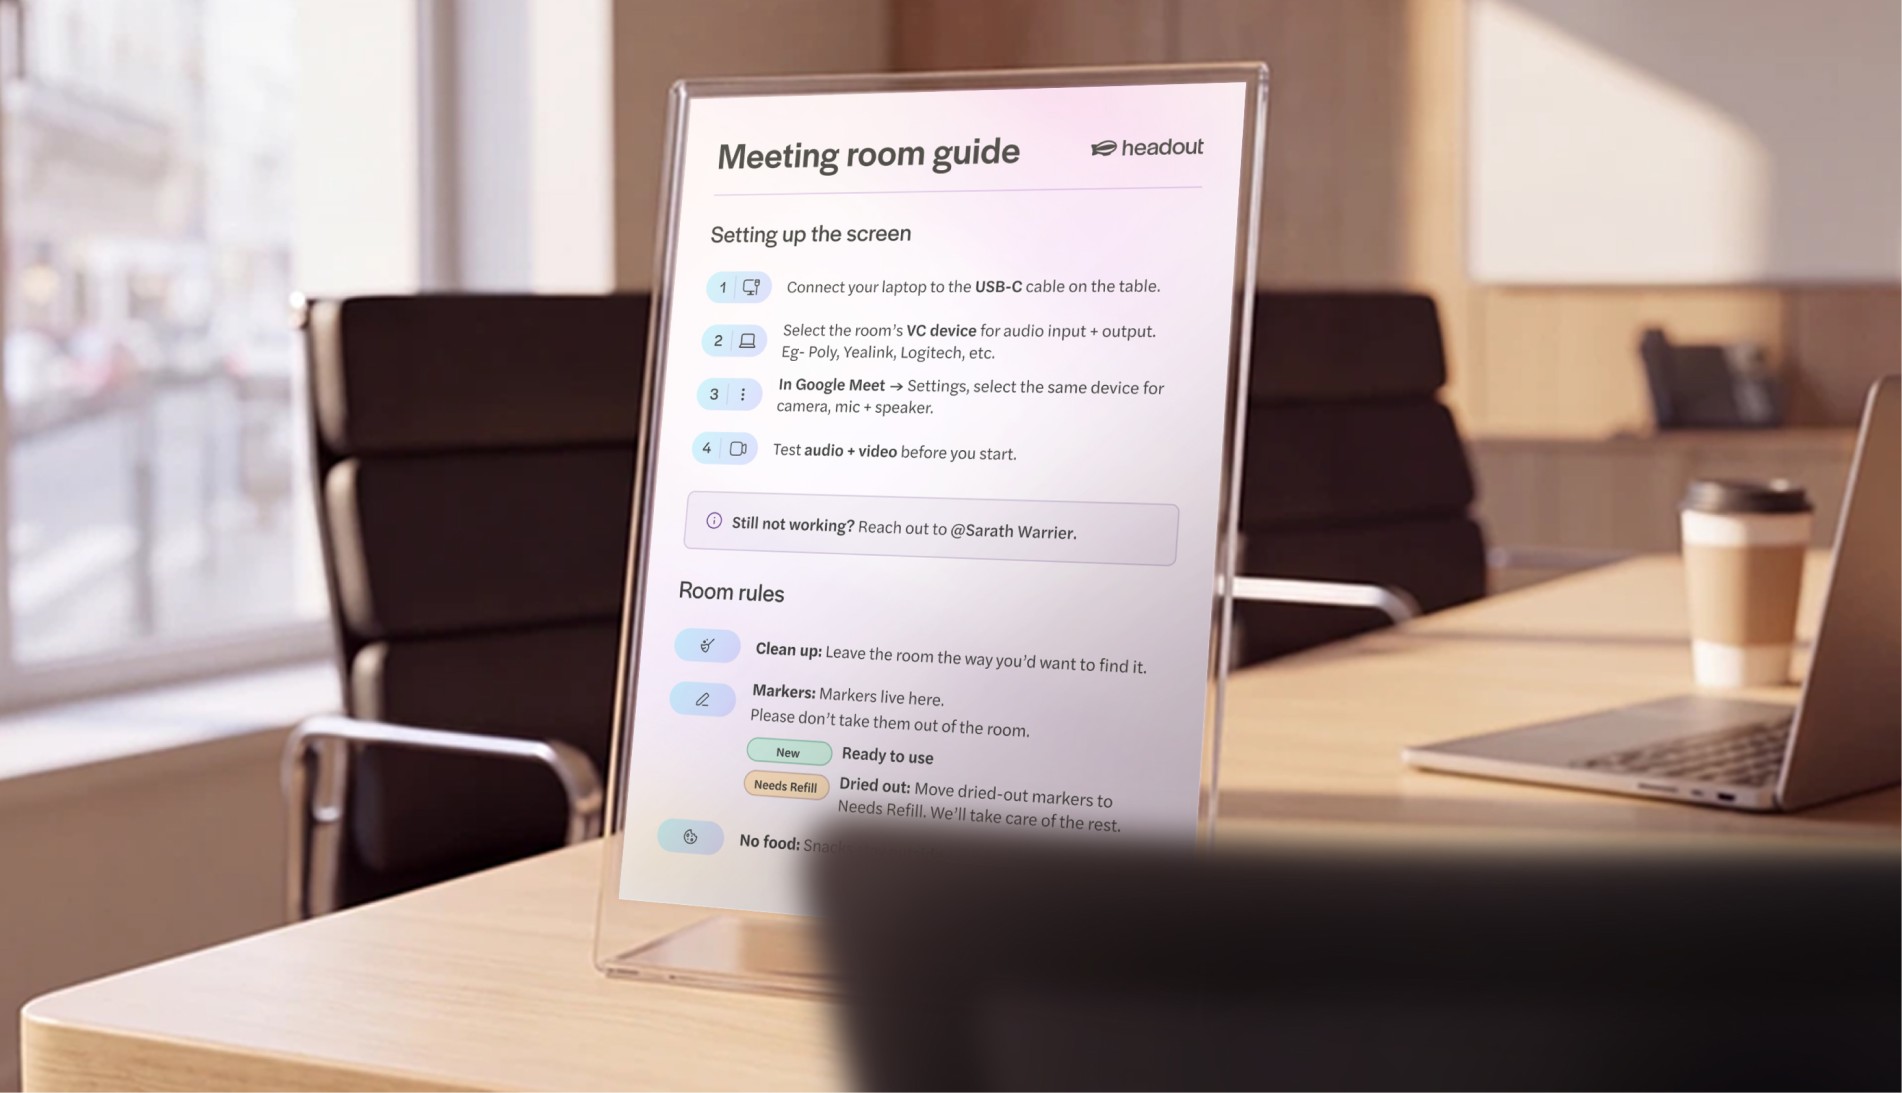 Meeting room guide
headout
Setting up the screen
1 Connect your laptop to the USB-C cable on the table.
2 Select the room's VC device for audio input + output.
Eg- Poly, Yealink, Logitech, etc.
3 In Google Meet → Settings, select the same device for
camera, mic + speaker.
4 Test audio + video before you start.
Still not working? Reach out to @Sarath Warrier.
Room rules
Clean up: Leave the room the way you'd want to find it.
Markers: Markers live here.
Please don't take them out of the room.
New Ready to use
Needs Refill Dried out: Move dried-out markers to
Needs Refill. We'll take care of the rest.
No food: